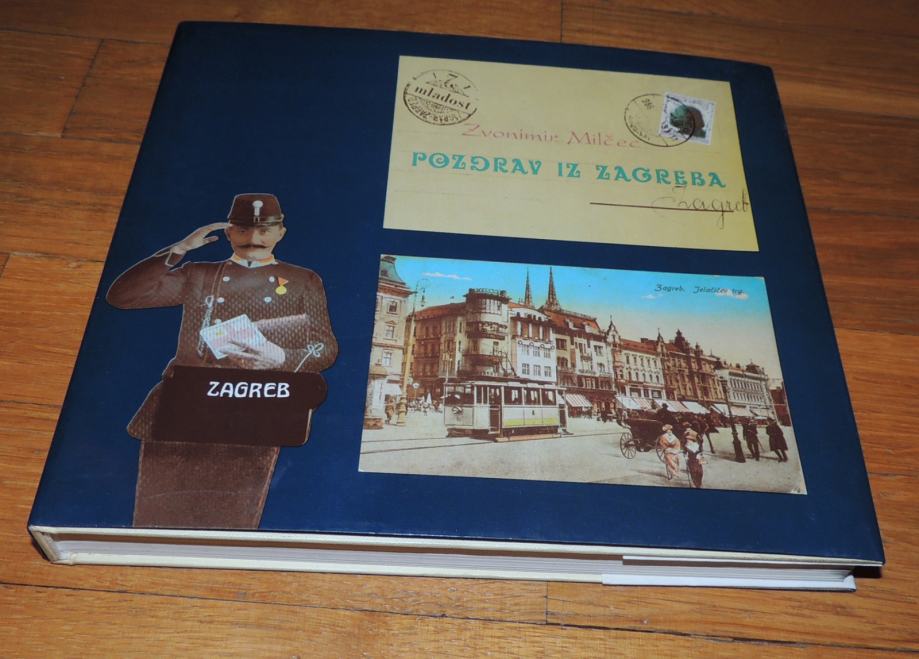 mladost
Zvonimir Milčec
POZDRAV IZ ZAGREBA
Zagreb
ZAGREB
Zagreb. Jelačićev trg